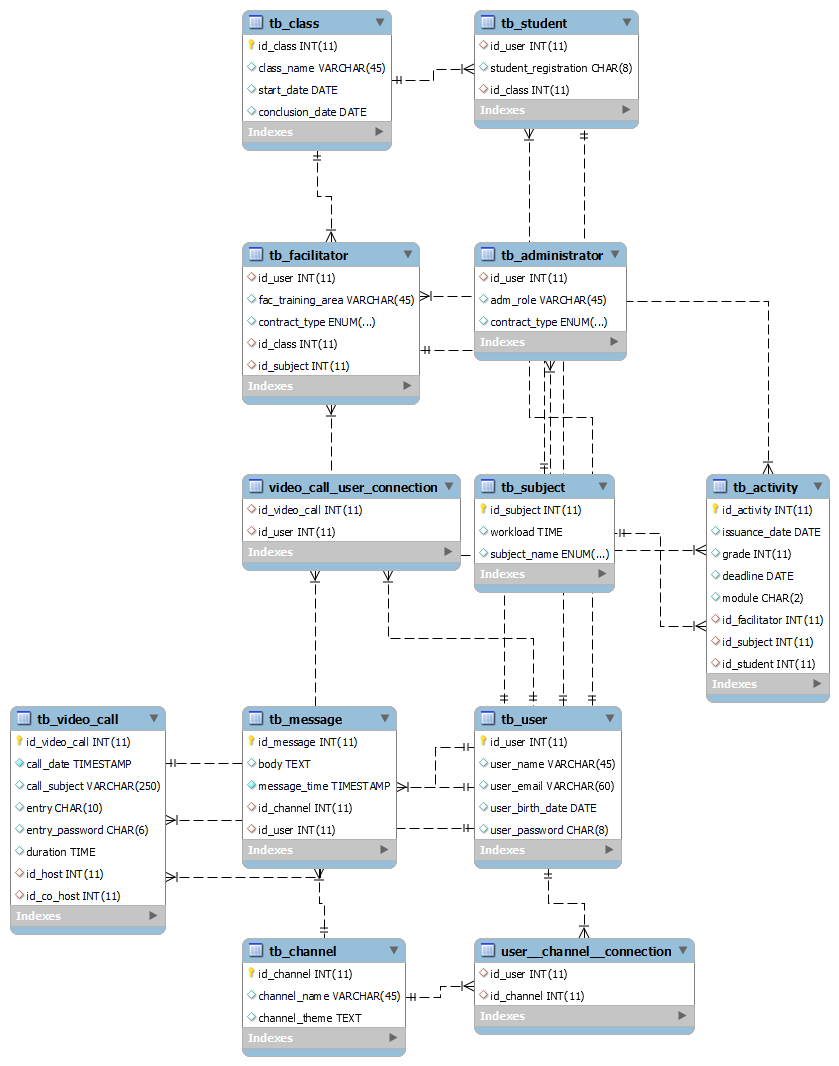 tb_class
id_class INT(11)
class_name VARCHAR(45)
start_date DATE
conclusion_date DATE
Indexes
tb_student
id_user INT(11)
student_registration CHAR(8)
id_class INT(11)
Indexes
tb_facilitator
id_user INT(11)
fac_training_area VARCHAR(45)
contract_type ENUM(...)
id_class INT(11)
id_subject INT(11)
Indexes
tb_administrator
id_user INT(11)
adm_role VARCHAR(45)
contract_type ENUM(...)
Indexes
video_call_user_connection
id_video_call INT(11)
id_user INT(11)
Indexes
tb_subject
id_subject INT(11)
workload TIME
subject_name ENUM(...)
Indexes
tb_activity
id_activity INT(11)
issuance_date DATE
grade INT(11)
deadline DATE
module CHAR(2)
id_facilitator INT(11)
id_subject INT(11)
id_student INT(11)
Indexes
tb_video_call
id_video_call INT(11)
call_date TIMESTAMP
call_subject VARCHAR(250)
entry CHAR(10)
entry_password CHAR(6)
duration TIME
id_host INT(11)
id_co_host INT(11)
Indexes
tb_message
id_message INT(11)
body TEXT
message_time TIMESTAMP
id_channel INT(11)
id_user INT(11)
Indexes
tb_user
id_user INT(11)
user_name VARCHAR(45)
user_email VARCHAR(60)
user_birth_date DATE
user_password CHAR(8)
Indexes
tb_channel
id_channel INT(11)
channel_name VARCHAR(45)
channel_theme TEXT
Indexes
user__channel__connection
id_user INT(11)
id_channel INT(11)
Indexes